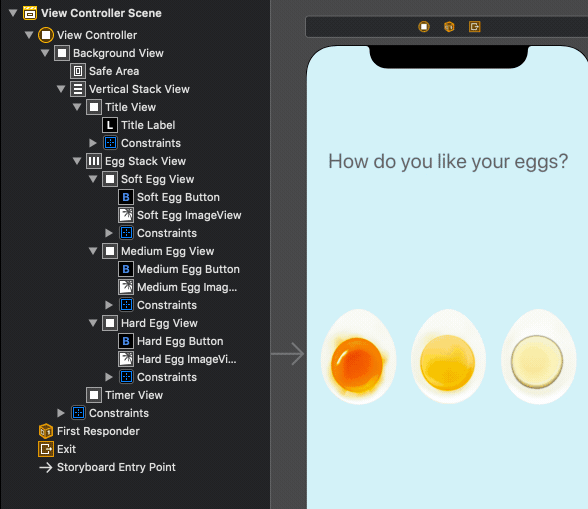 View Controller Scene
View Controller
Background View
Safe Area
Vertical Stack View
Title View
L Title Label
Constraints
Egg Stack View
Soft Egg View
B Soft Egg Button
Soft Egg ImageView
Constraints
Medium Egg View
B Medium Egg Button
Medium Egg Imag...
Constraints
Hard Egg View
B Hard Egg Button
Hard Egg ImageVi...
Constraints
Timer View
Constraints
First Responder
Exit
Storyboard Entry Point
How do you like your eggs?